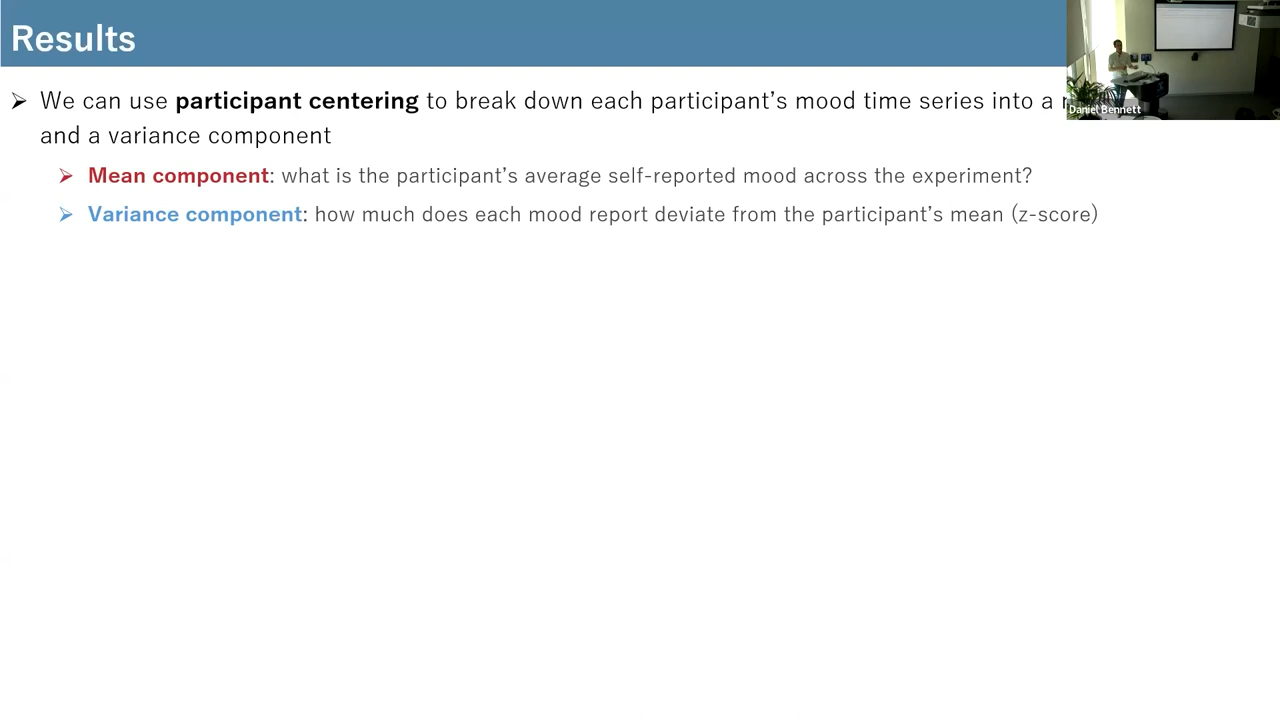 Results
➢ We can use participant centering to break down each participant’s mood time series into a
and a variance component
➢ Mean component: what is the participant’s average self-reported mood across the experiment?
➢ Variance component: how much does each mood report deviate from the participant’s mean (z-score)
Daniel Bennett